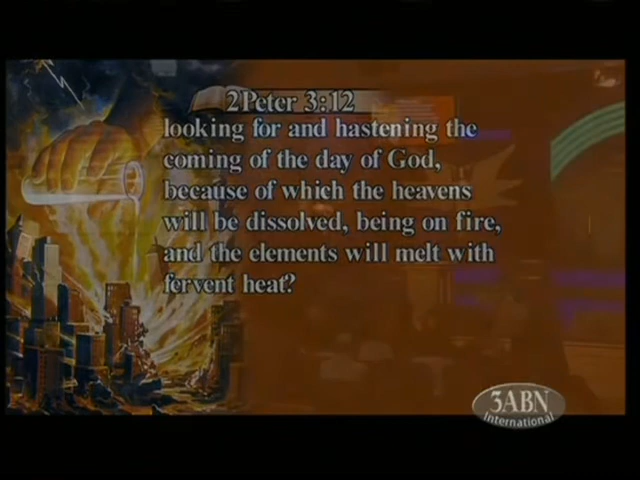 2Peter 3:12
looking for and hastening the
coming of the day of God,
because of which the heavens
will be dissolved, being on fire,
and the elements will melt with
fervent heat?
3ABN
International